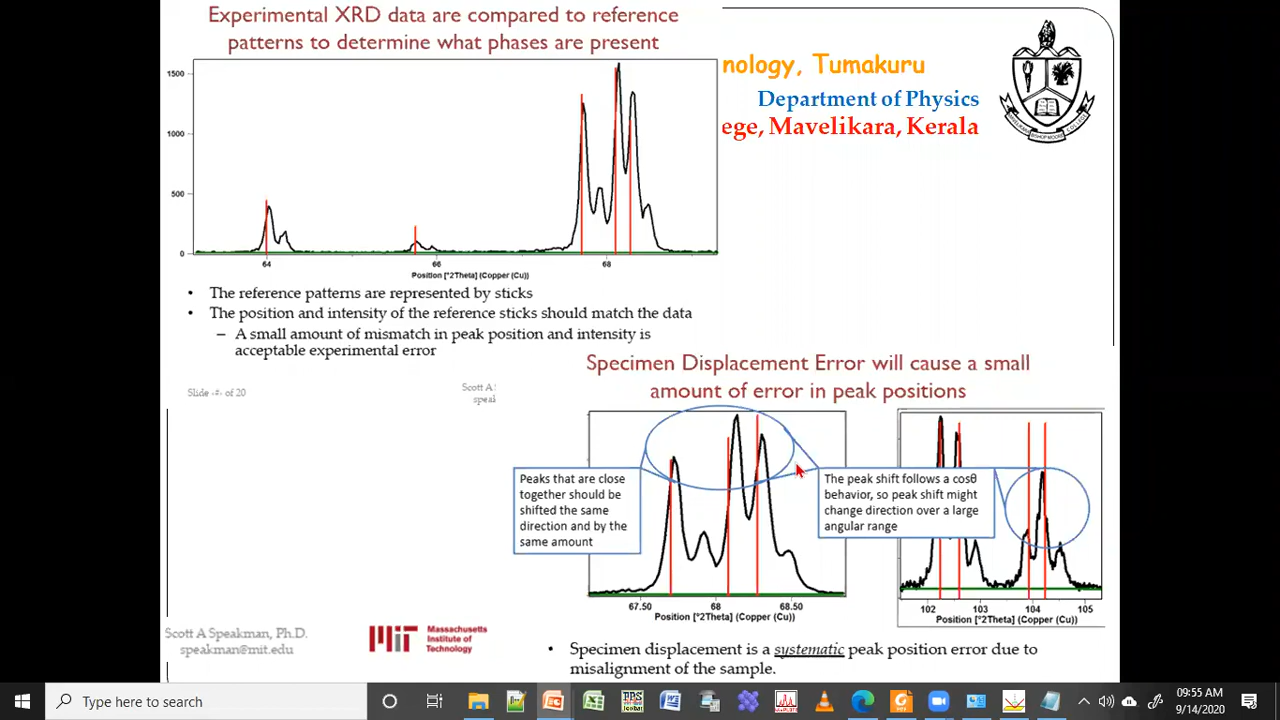 Experimental XRD data are compared to reference
patterns to determine what phases are present
nology, Tumakuru
Department of Physics
ege, Mavelikara, Kerala
1500
1000
500
0
64
66
68
Position [°2Theta] (Copper (Cu))
• The reference patterns are represented by sticks
• The position and intensity of the reference sticks should match the data
– A small amount of mismatch in peak position and intensity is
acceptable experimental error
Slide ‹#› of 20
Scott A
speak
Specimen Displacement Error will cause a small
amount of error in peak positions
Peaks that are close
together should be
shifted the same
direction and by the
same amount
The peak shift follows a cosθ
behavior, so peak shift might
change direction over a large
angular range
67.50
68
68.50
Position [°2Theta] (Copper (Cu))
102
103
104
105
Position [°2Theta] (Copper (Cu))
Scott A Speakman, Ph.D.
speakman@mit.edu
Massachusetts
Institute of
Technology
• Specimen displacement is a systematic peak position error due to
misalignment of the sample.
Type here to search
09:55 AM
9/14/2020